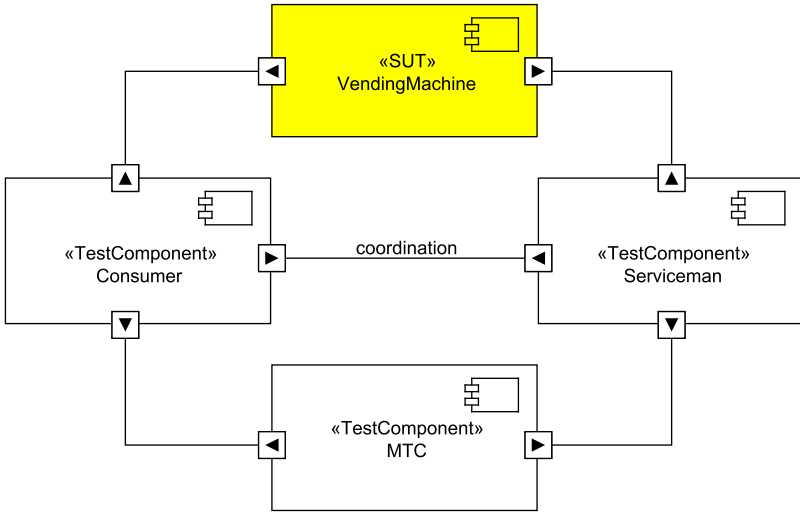 «SUT»
VendingMachine
coordination
«TestComponent»
Consumer
«TestComponent»
Serviceman
«TestComponent»
MTC